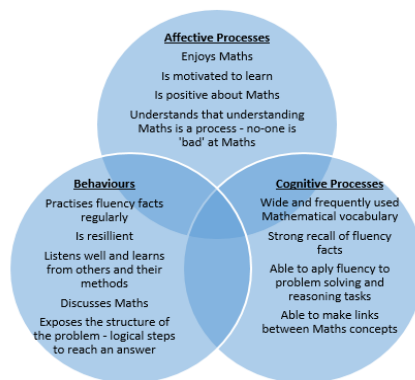 Affective Processes
Enjoys Maths
Is motivated to learn
Is positive about Maths
Understands that understanding
Maths is a process - no-one is
'bad' at Maths
Behaviours
Practises fluency facts
regularly
Is resillient
Listens well and learns
from others and their
methods
Discusses Maths
Exposes the structure of
the problem - logical steps
to reach an answer
Cognitive Processes
Wide and frequently used
Mathematical vocabulary
Strong recall of fluency
facts
Able to aply fluency to
problem solving and
reasoning tasks
Able to make links
between Maths concepts